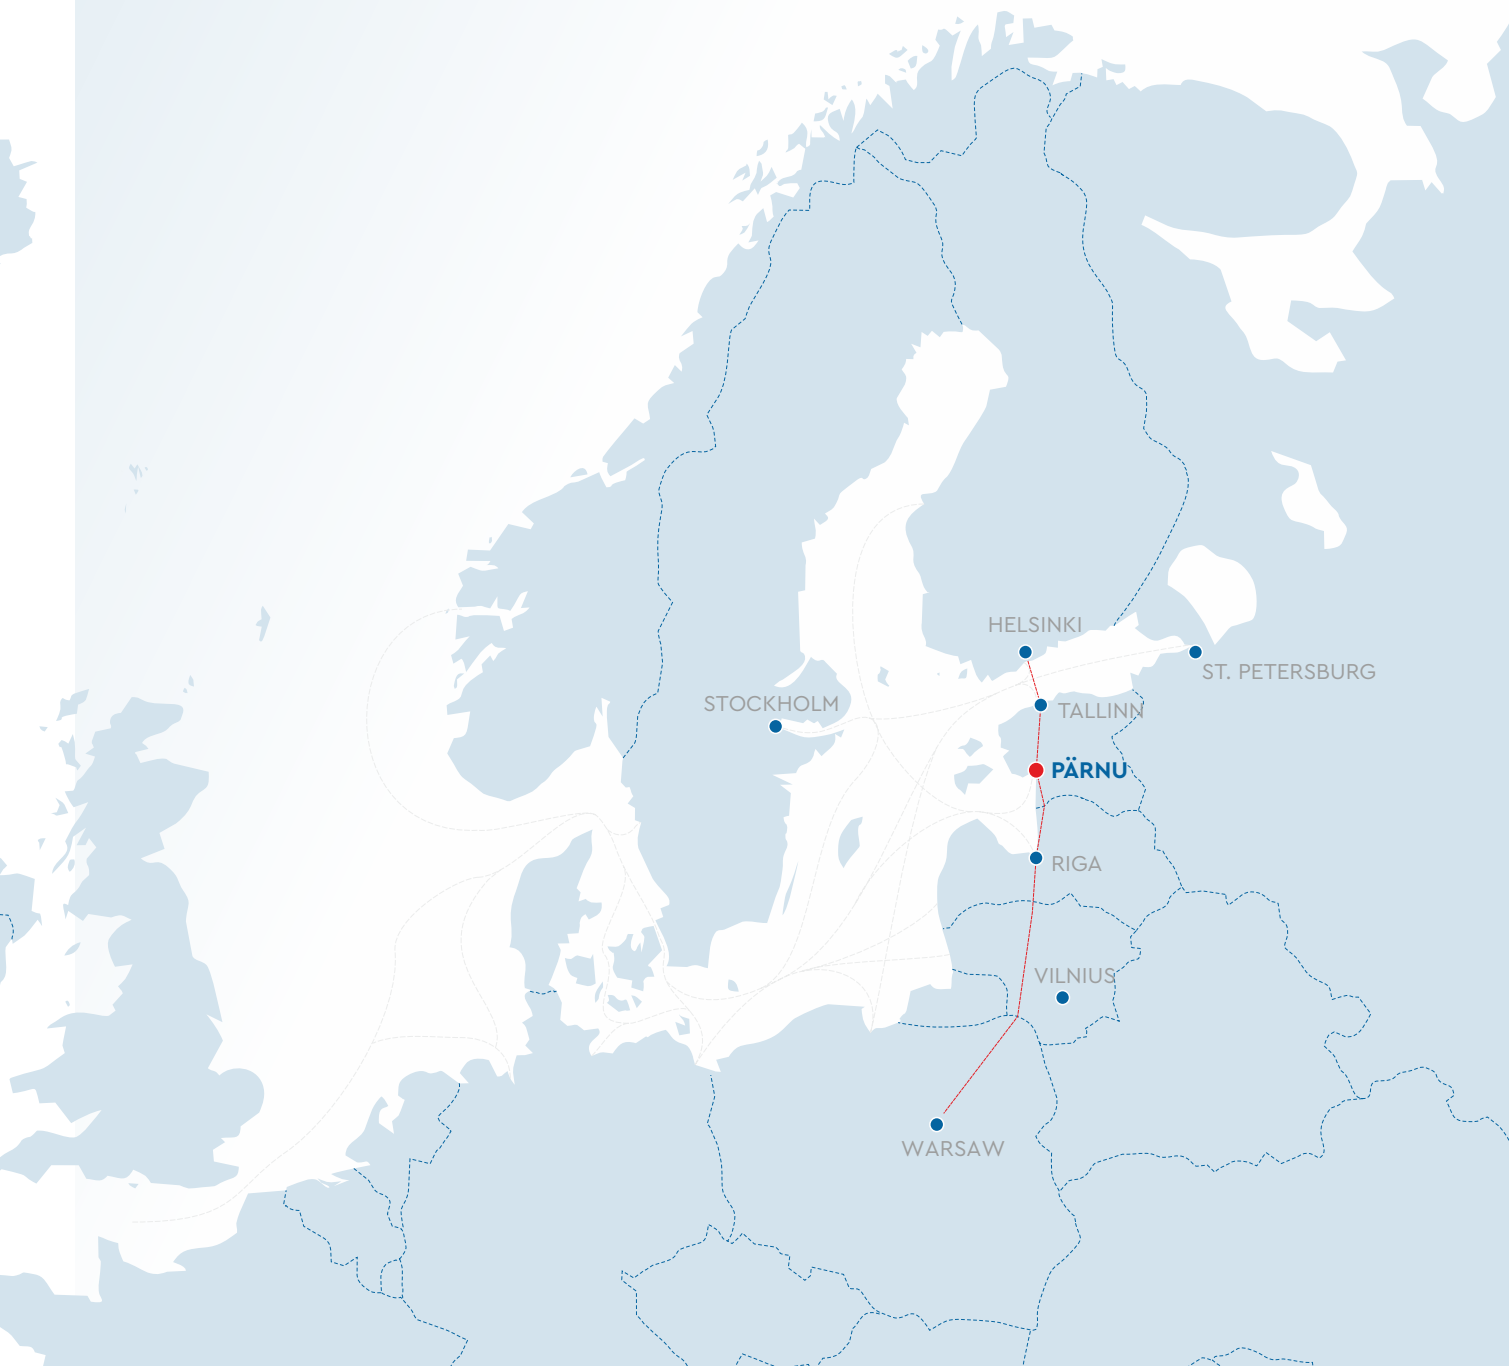 HELSINKI
ST. PETERSBURG
STOCKHOLM
TALLINN
PÄRNU
RIGA
VILNIUS
WARSAW